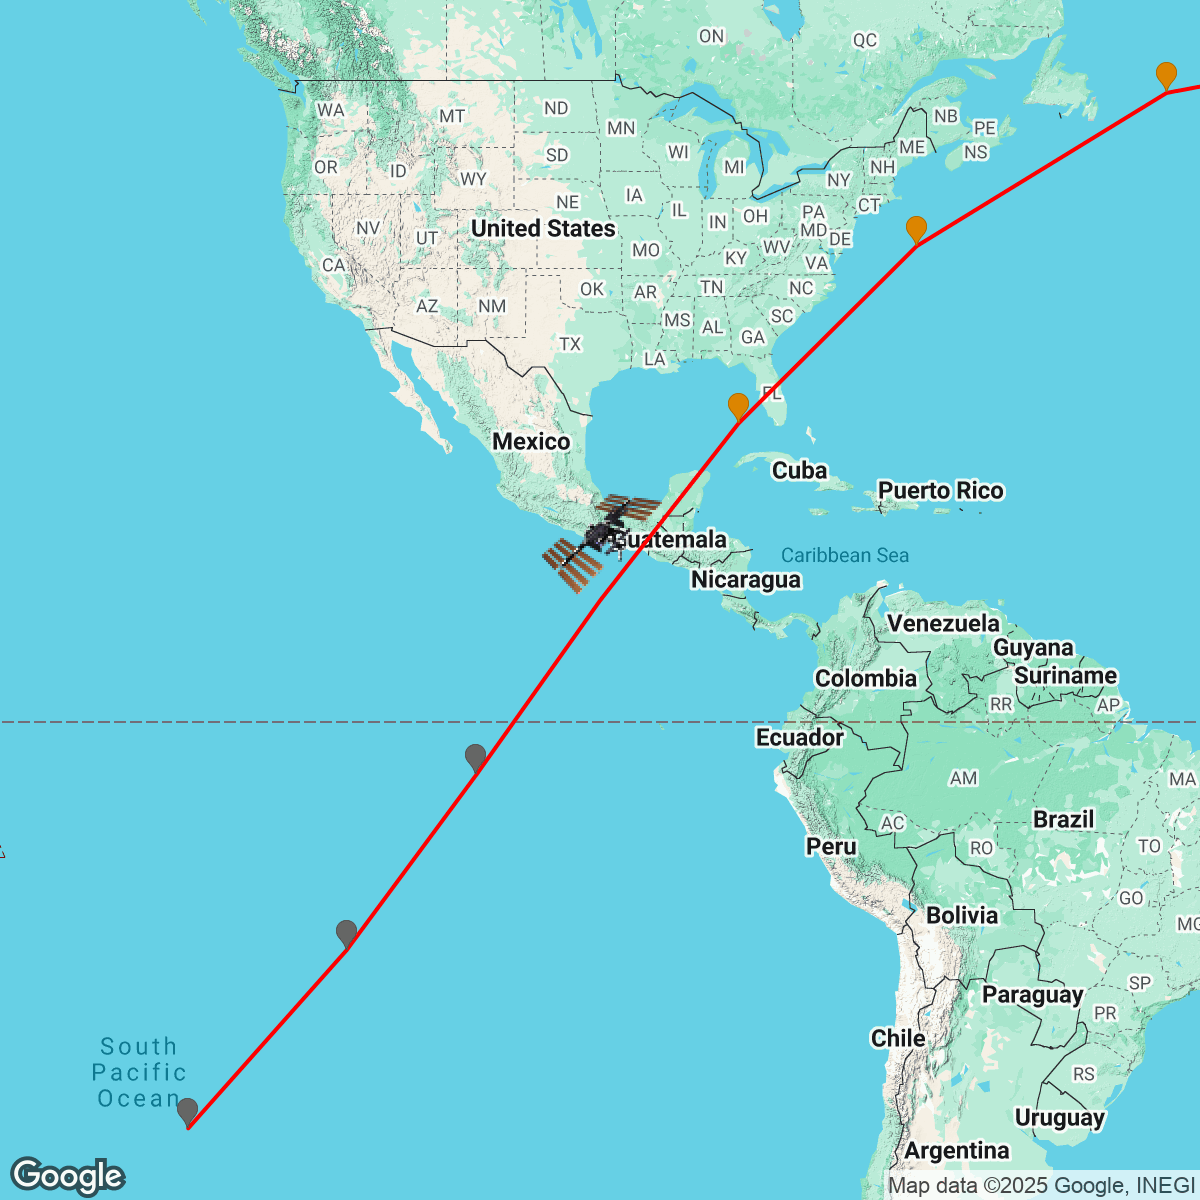 ON
QC
WA
MT
ND
MN
NB
PE
OR
ID
SD
WI
MI
ME
NS
WY
NY
NH
NV
UT
NE
IA
IL
IN
OH
PA
CT
United States
MO
KY
WV
MD
DE
CA
VA
AZ
NM
OK
AR
TN
NC
MS
AL
SC
TX
LA
GA
FL
Mexico
Cuba
Puerto Rico
Guatemala
Caribbean Sea
Nicaragua
Venezuela
Guyana
Colombia
Suriname
RR
AP
Ecuador
AM
MA
Peru
AC
Brazil
RO
TO
GO
Bolivia
MG
Paraguay
SP
PR
Chile
South
Pacific
Ocean
RS
Uruguay
Argentina
Google
Map data ©2025 Google, INEGI